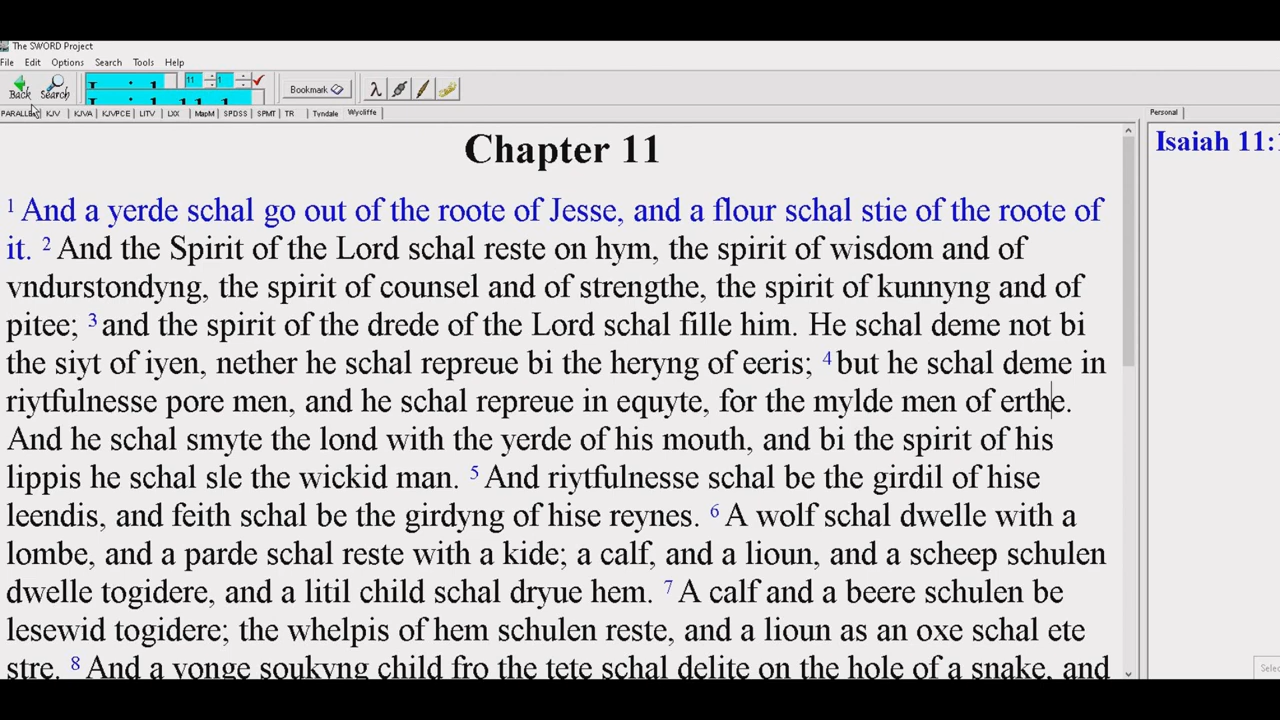 The SWORD Project
File Edit Options Search Tools Help
Back Search 11 1 Bookmark
PARALLEL KJV KJVA KJVPCE LITV LXX MapM SPDSS SPMT TR Tyndale Wycliffe
Personal
Isaiah 11:1
Chapter 11
1 And a yerde schal go out of the roote of Jesse, and a flour schal stie of the roote of
it. 2 And the Spirit of the Lord schal reste on hym, the spirit of wisdom and of
vndurstondyng, the spirit of counsel and of strengthe, the spirit of kunnyng and of
pitee; 3 and the spirit of the drede of the Lord schal fille him. He schal deme not bi
the siyt of iyen, nether he schal repreue bi the heryng of eeris; 4 but he schal deme in
riytfulnesse pore men, and he schal repreue in equyte, for the mylde men of erthe.
And he schal smyte the lond with the yerde of his mouth, and bi the spirit of his
lippis he schal sle the wickid man. 5 And riytfulnesse schal be the girdil of hise
leendis, and feith schal be the girdyng of hise reynes. 6 A wolf schal dwelle with a
lombe, and a parde schal reste with a kide; a calf, and a lioun, and a scheep schulen
dwelle togidere, and a litil child schal dryue hem. 7 A calf and a beere schulen be
lesewid togidere; the whelpis of hem schulen reste, and a lioun as an oxe schal ete
stre. 8 And a yonge soukyng child fro the tete schal delite on the hole of a snake, and